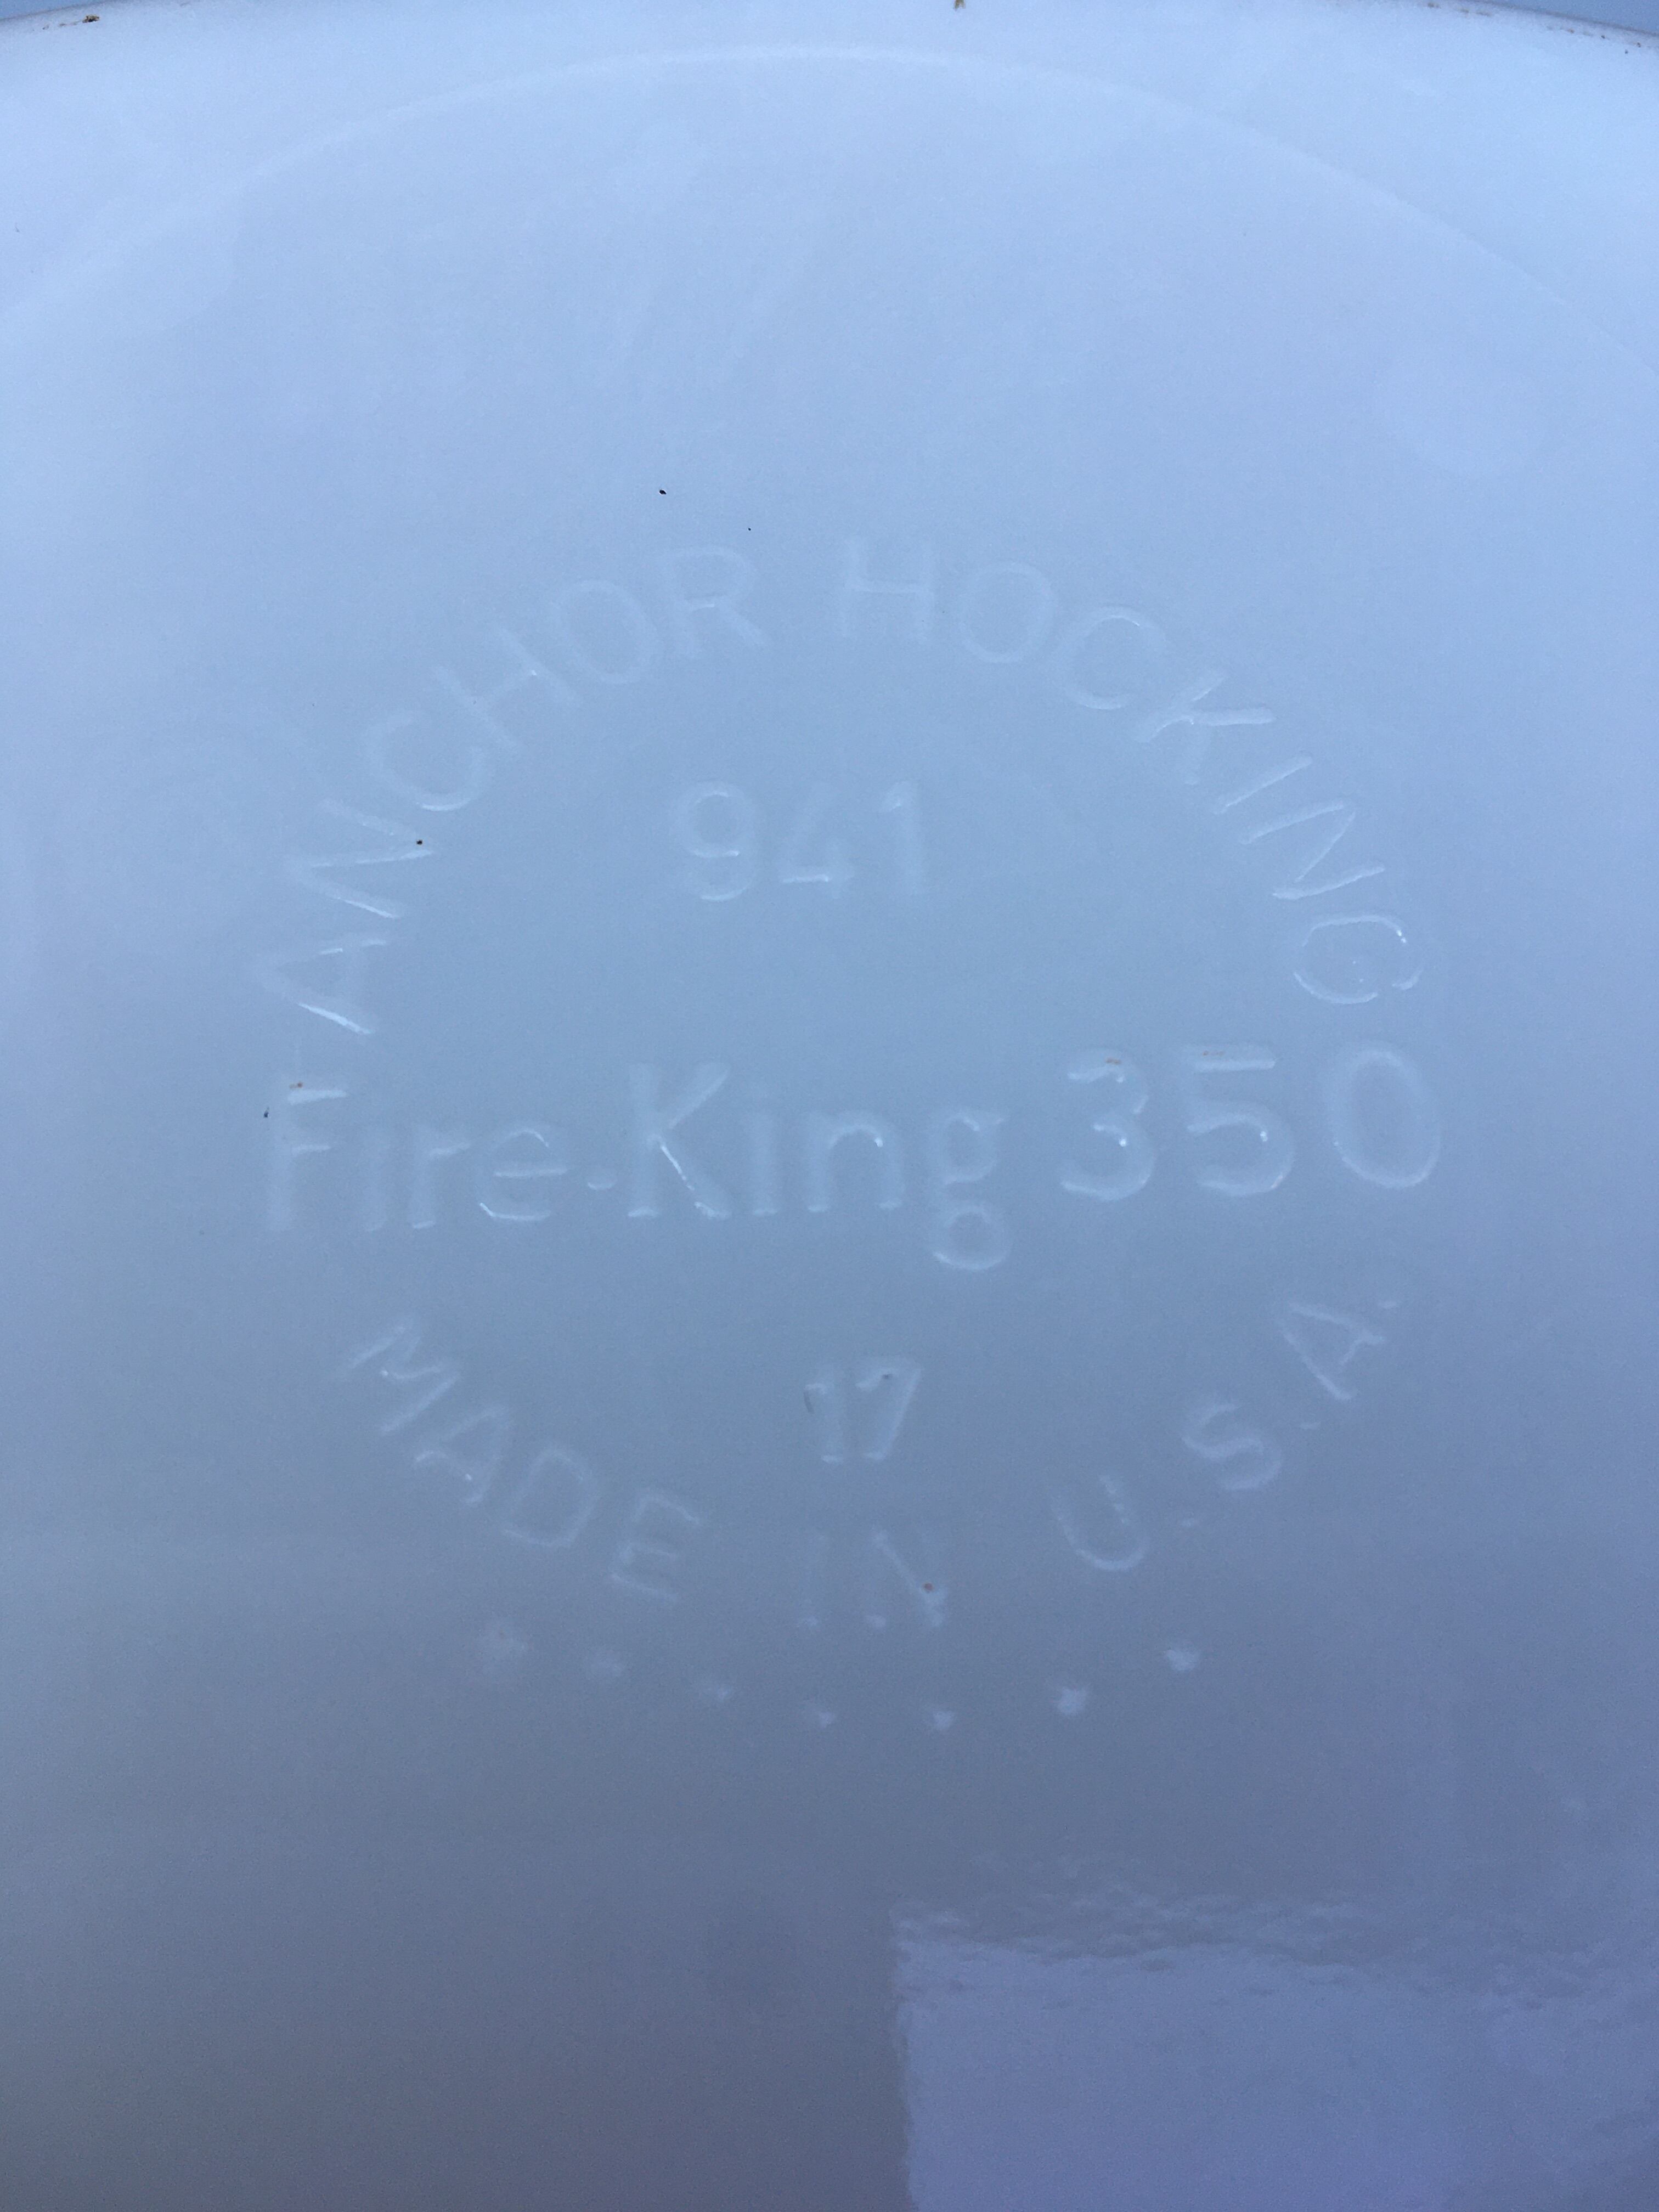 ANCHOR HOCKING
941
Fire-King 350
17
MADE IN U.S.A.